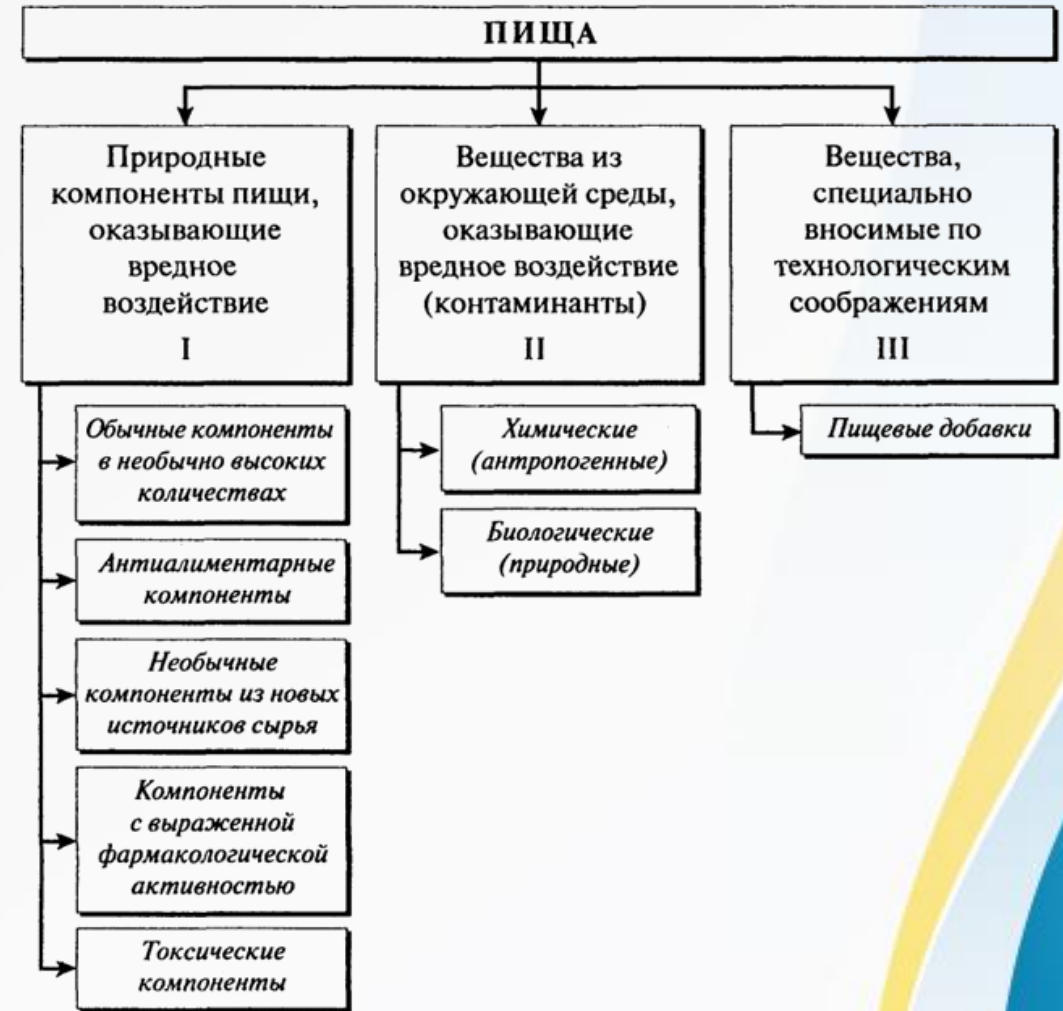 ПИЩА
Природные
компоненты пищи,
оказывающие
вредное
воздействие
I
Вещества из
окружающей среды,
оказывающие
вредное воздействие
(контаминанты)
II
Вещества,
специально
вносимые по
технологическим
соображениям
III
Обычные компоненты
в необычно высоких
количествах
Антиалиментарные
компоненты
Необычные
компоненты из новых
источников сырья
Компоненты
с выраженной
фармакологической
активностью
Токсические
компоненты
Химические
(антропогенные)
Биологические
(природные)
Пищевые добавки